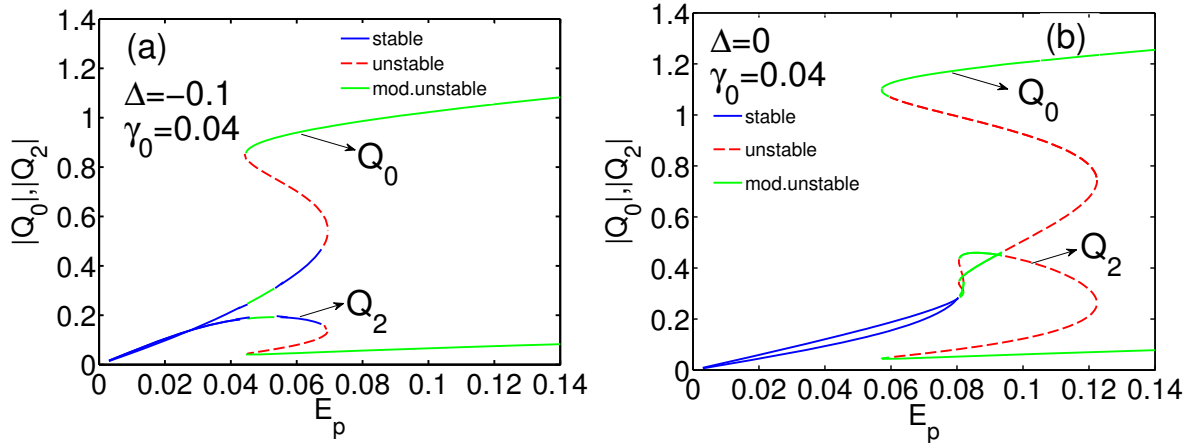 (a)
Δ=−0.1
γ0=0.04
stable
unstable
mod.unstable
Q0
Q2
|Q0|,|Q2|
1.4
1.2
1
0.8
0.6
0.4
0.2
0
0 0.02 0.04 0.06 0.08 0.1 0.12 0.14
Ep
(b)
Δ=0
γ0=0.04
stable
unstable
mod.unstable
Q0
Q2
|Q0|,|Q2|
1.4
1.2
1
0.8
0.6
0.4
0.2
0
0 0.02 0.04 0.06 0.08 0.1 0.12 0.14
Ep